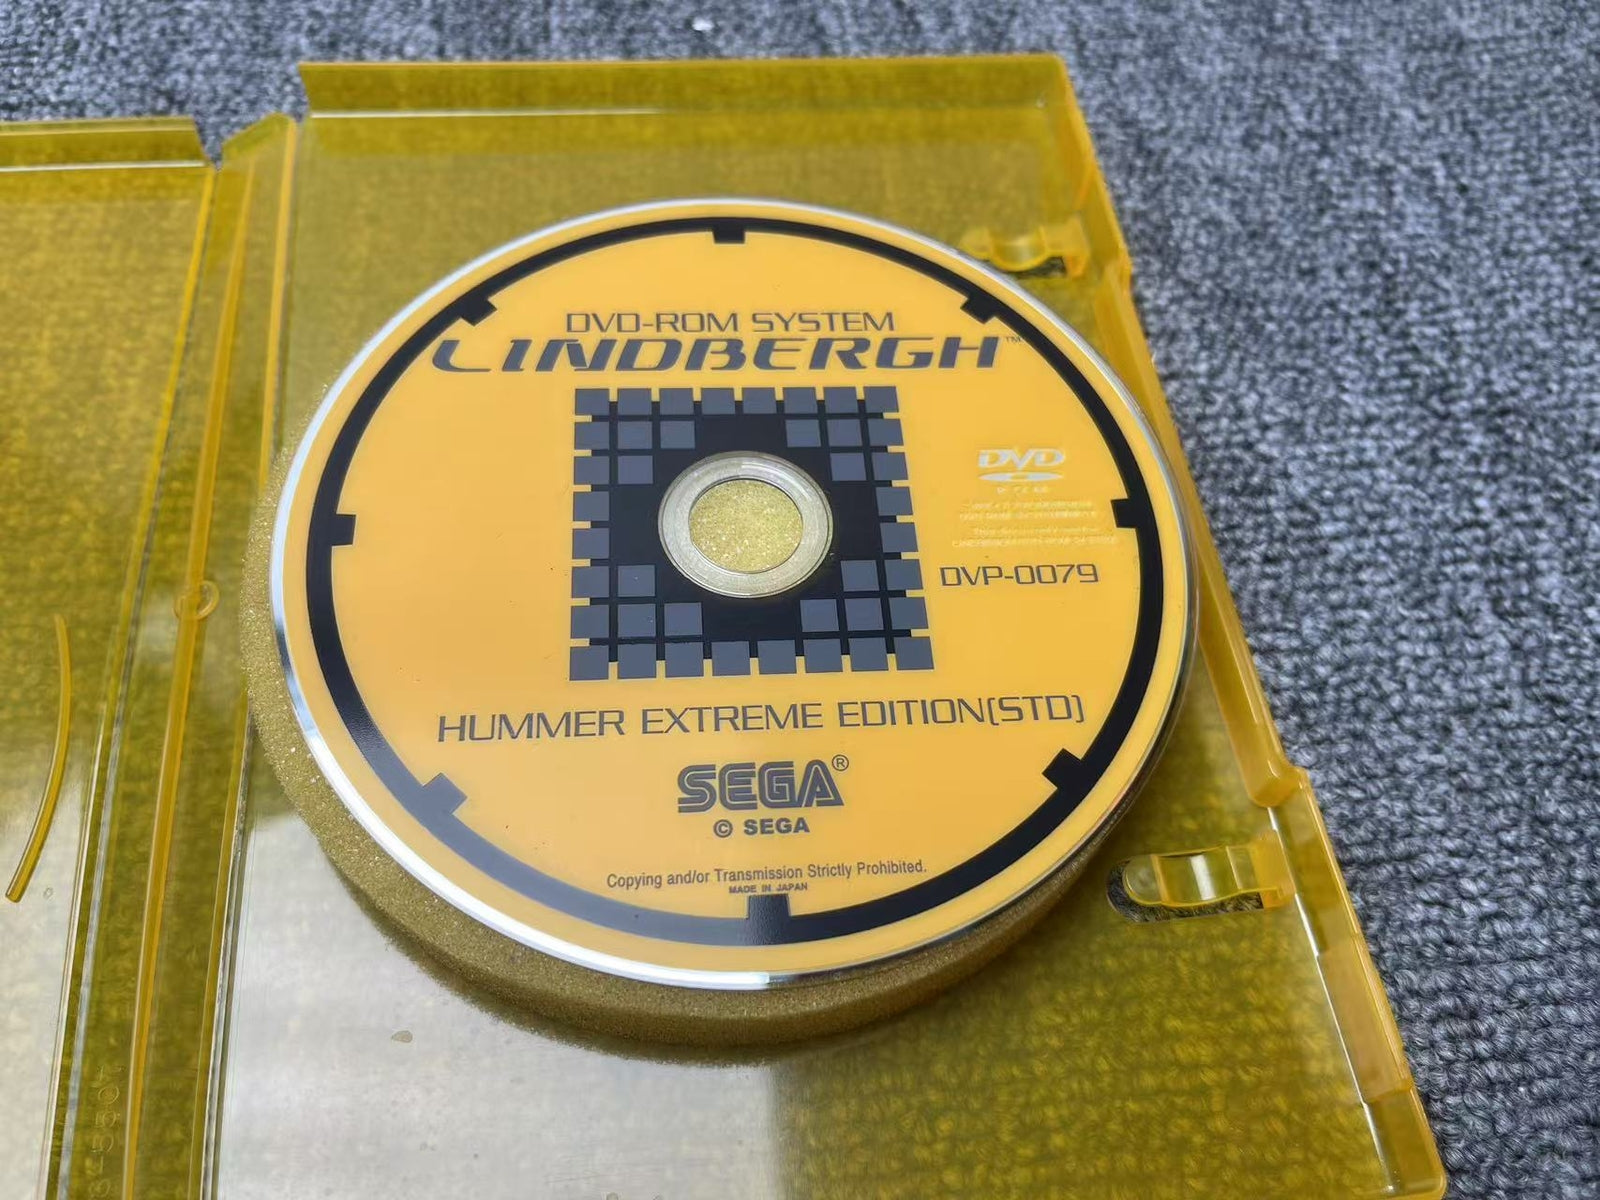 DVD-ROM SYSTEM
LINDBERGH™
DVD
DVP-0079
HUMMER EXTREME EDITION(STD)
SEGA®
© SEGA
Copying and/or Transmission Strictly Prohibited.
MADE IN JAPAN